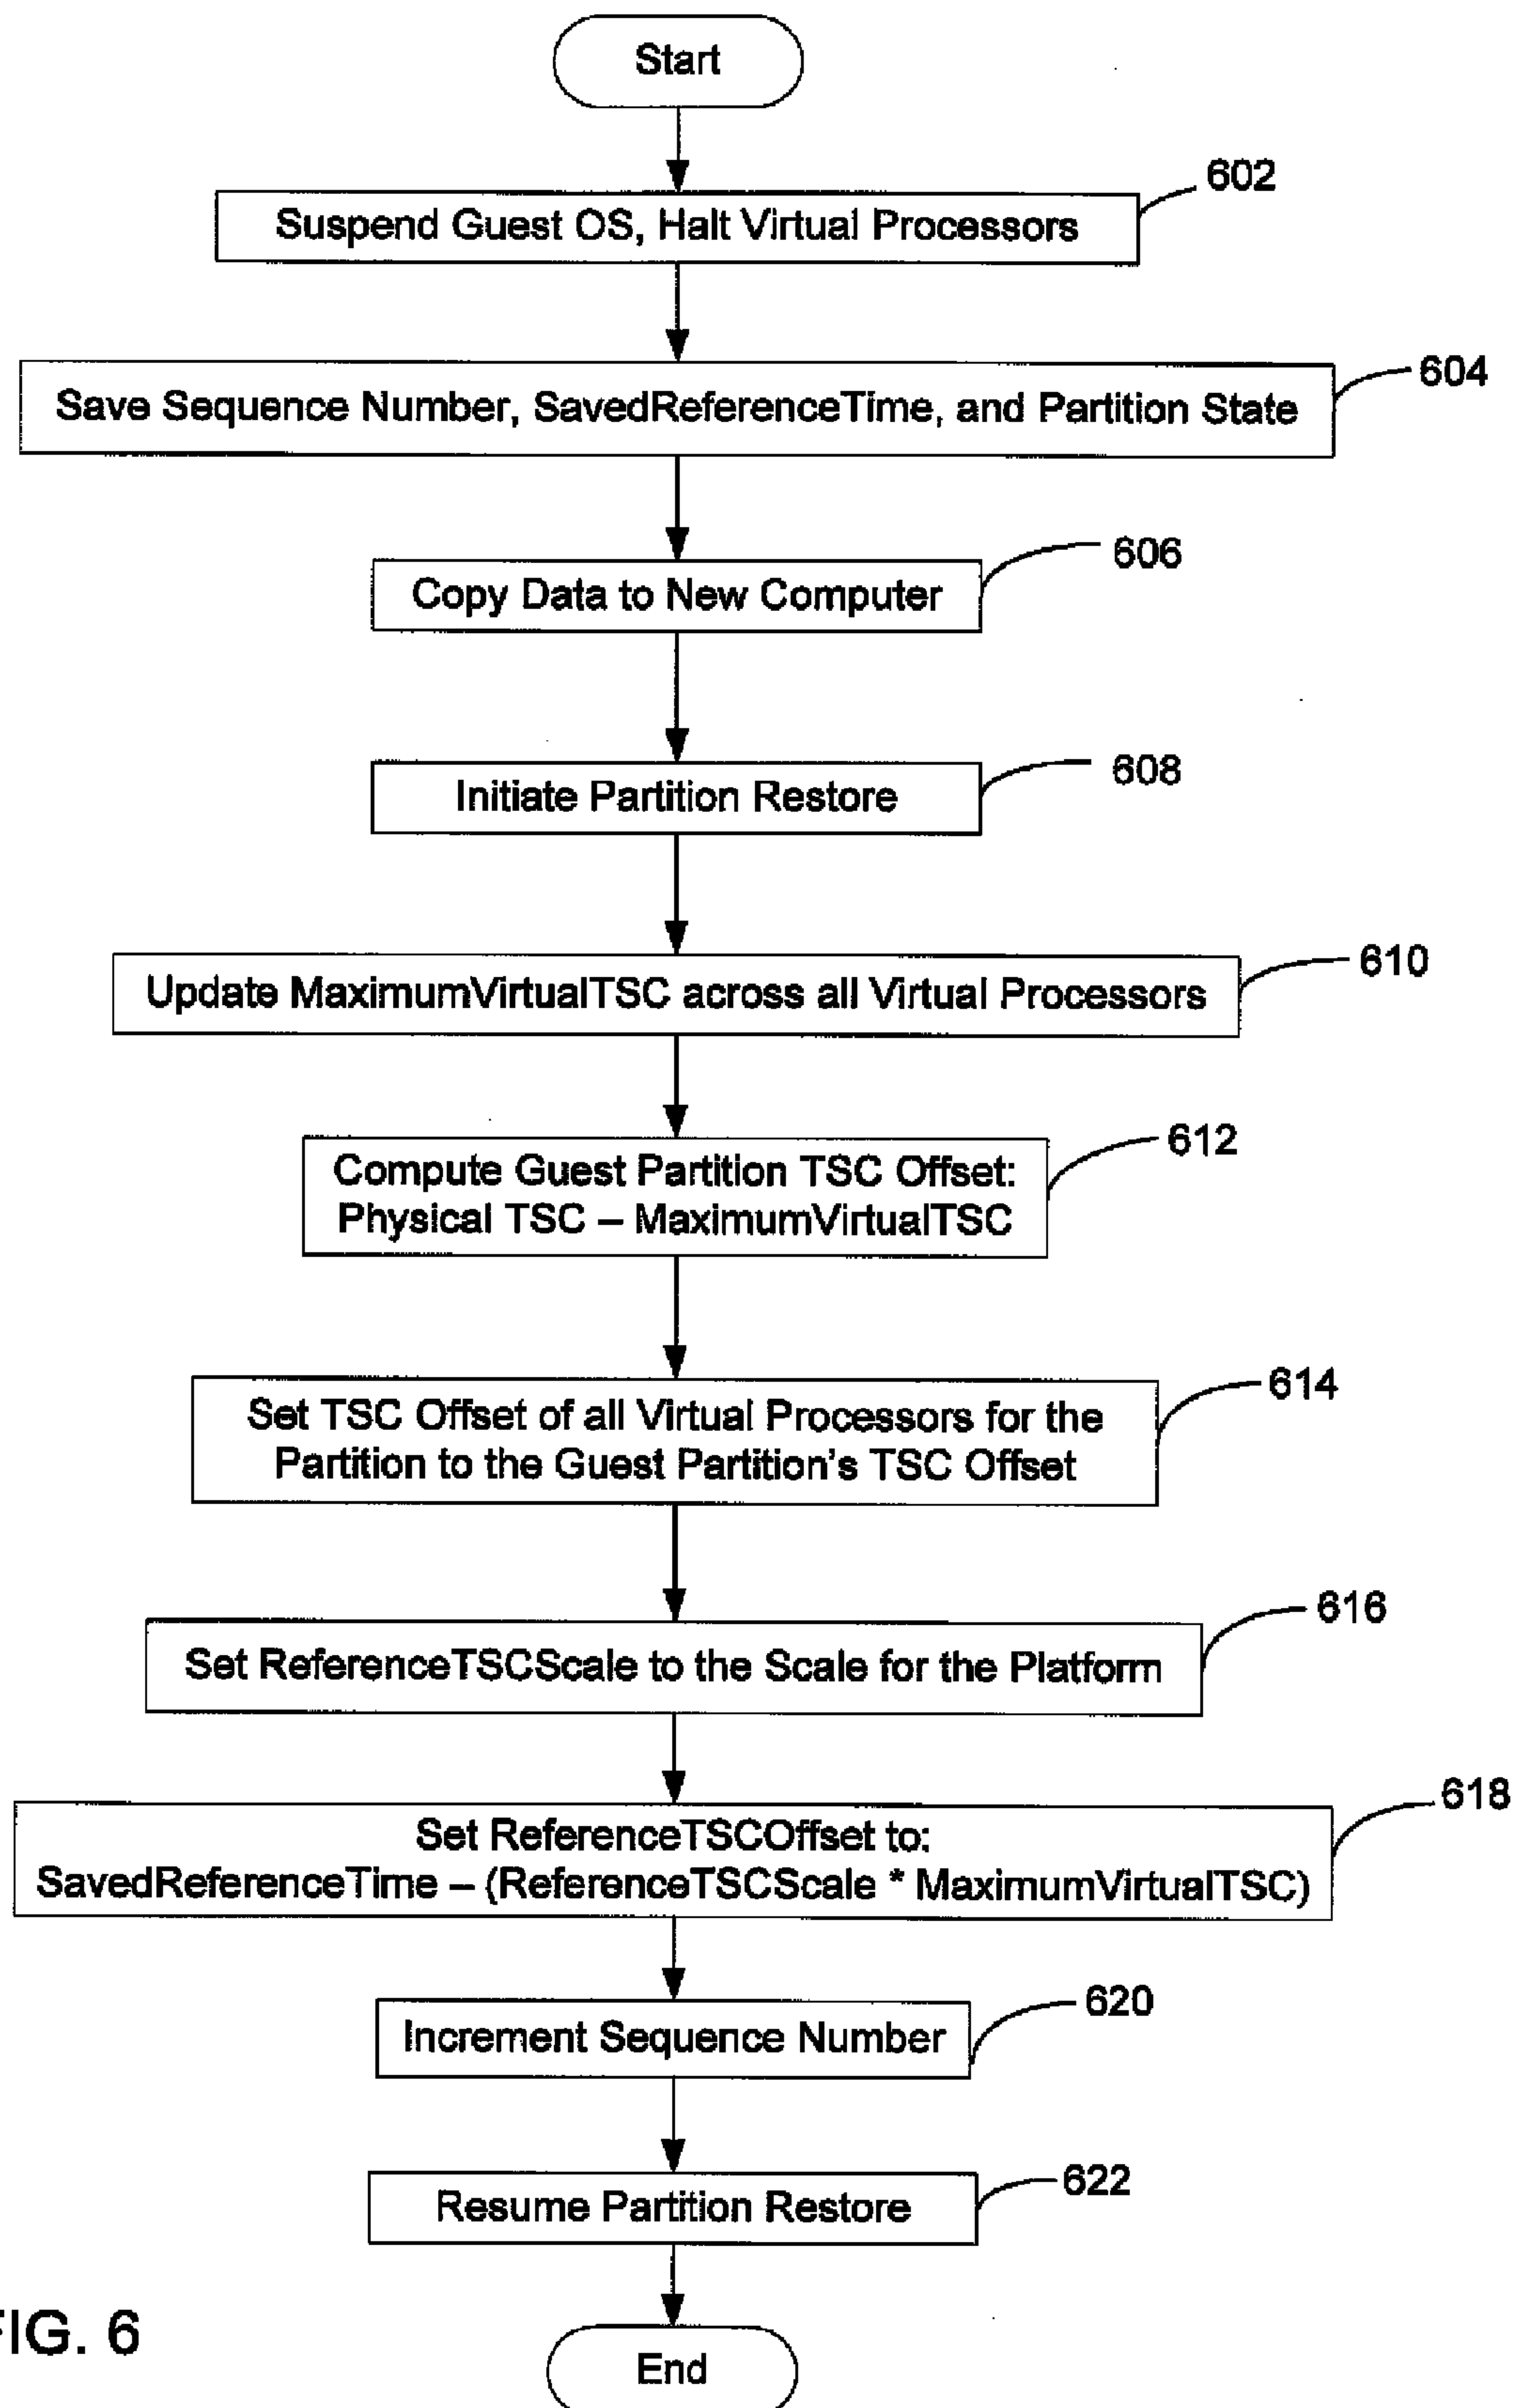 Start
602
Suspend Guest OS, Halt Virtual Processors
604
Save Sequence Number, SavedReferenceTime, and Partition State
606
Copy Data to New Computer
608
Initiate Partition Restore
610
Update MaximumVirtualTSC across all Virtual Processors
612
Compute Guest Partition TSC Offset:
Physical TSC – MaximumVirtualTSC
614
Set TSC Offset of all Virtual Processors for the
Partition to the Guest Partition's TSC Offset
616
Set ReferenceTSCScale to the Scale for the Platform
618
Set ReferenceTSCOffset to:
SavedReferenceTime – (ReferenceTSCScale * MaximumVirtualTSC)
620
Increment Sequence Number
622
Resume Partition Restore
FIG. 6
End